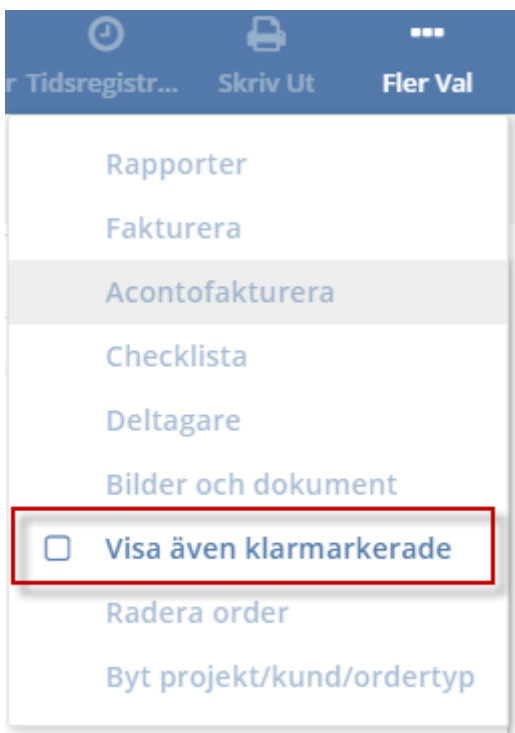 r Tidsregistr... Skriv Ut Fler Val
Rapporter
Fakturera
Acontofakturera
Checklista
Deltagare
Bilder och dokument
Visa även klarmarkerade
Radera order
Byt projekt/kund/ordertyp